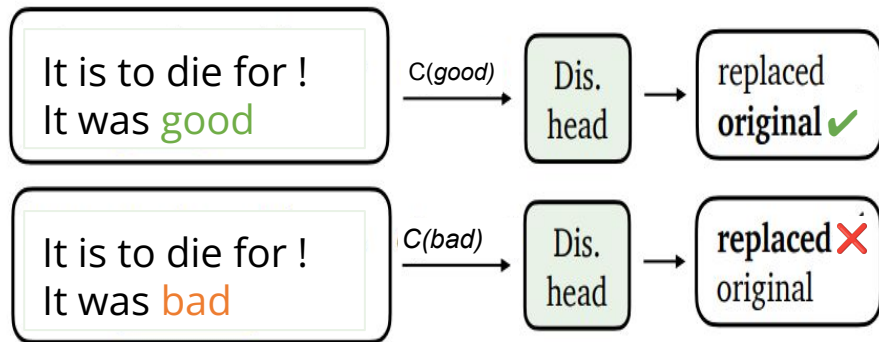 It is to die for !
It was good
C(good)
Dis.
head
replaced
original ✔
It is to die for !
It was bad
C(bad)
Dis.
head
replaced ❌
original